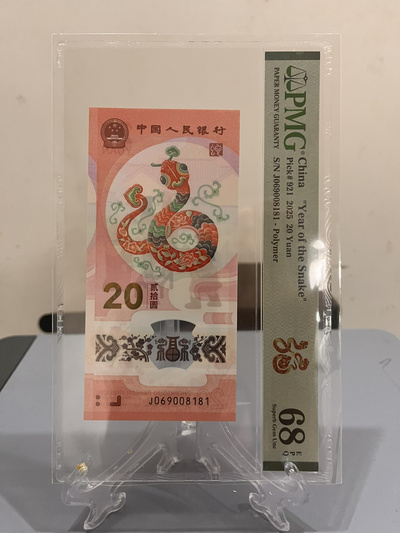 中国人民银行
20
贰拾圆
福
J069008181
PMG
PAPER MONEY GUARANTY
China "Year of the Snake"
Pick# 921 2025 20 Yuan
S/N J069008181 - Polymer
68 EPQ
Superb Gem Unc